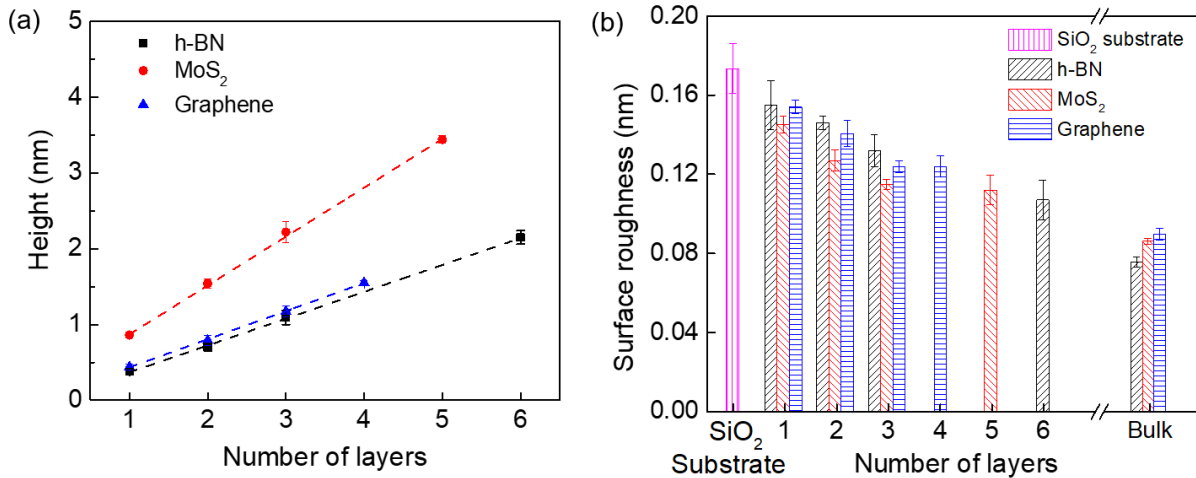 (a)
Height (nm)
5
4
3
2
1
0
h-BN
MoS₂
Graphene
1 2 3 4 5 6
Number of layers
(b)
Surface roughness (nm)
0.20
0.16
0.12
0.08
0.04
0.00
SiO₂ substrate
h-BN
MoS₂
Graphene
SiO₂ 1 2 3 4 5 6 Bulk
Substrate Number of layers